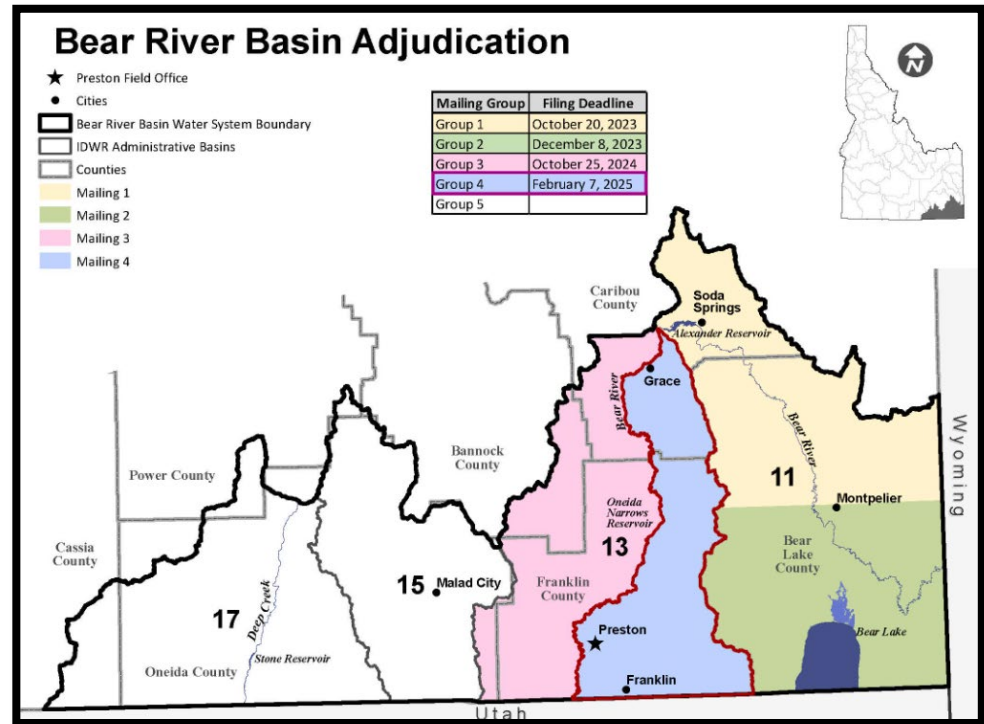 Bear River Basin Adjudication
Preston Field Office
Cities
Bear River Basin Water System Boundary
IDWR Administrative Basins
Counties
Mailing 1
Mailing 2
Mailing 3
Mailing 4
Mailing Group Filing Deadline
Group 1 October 20, 2023
Group 2 December 8, 2023
Group 3 October 25, 2024
Group 4 February 7, 2025
Group 5
N
Caribou
County
Soda
Springs
Alexander Reservoir
Grace
Bear River
Bear River
Wyoming
Bannock
County
Power County
11
Montpelier
Oneida
Narrows
Reservoir
13
Cassia
County
Bear
Lake
County
15
Malad City
Franklin
County
17
Deep Creek
Preston
Bear Lake
Stone Reservoir
Oneida County
Franklin
Utah